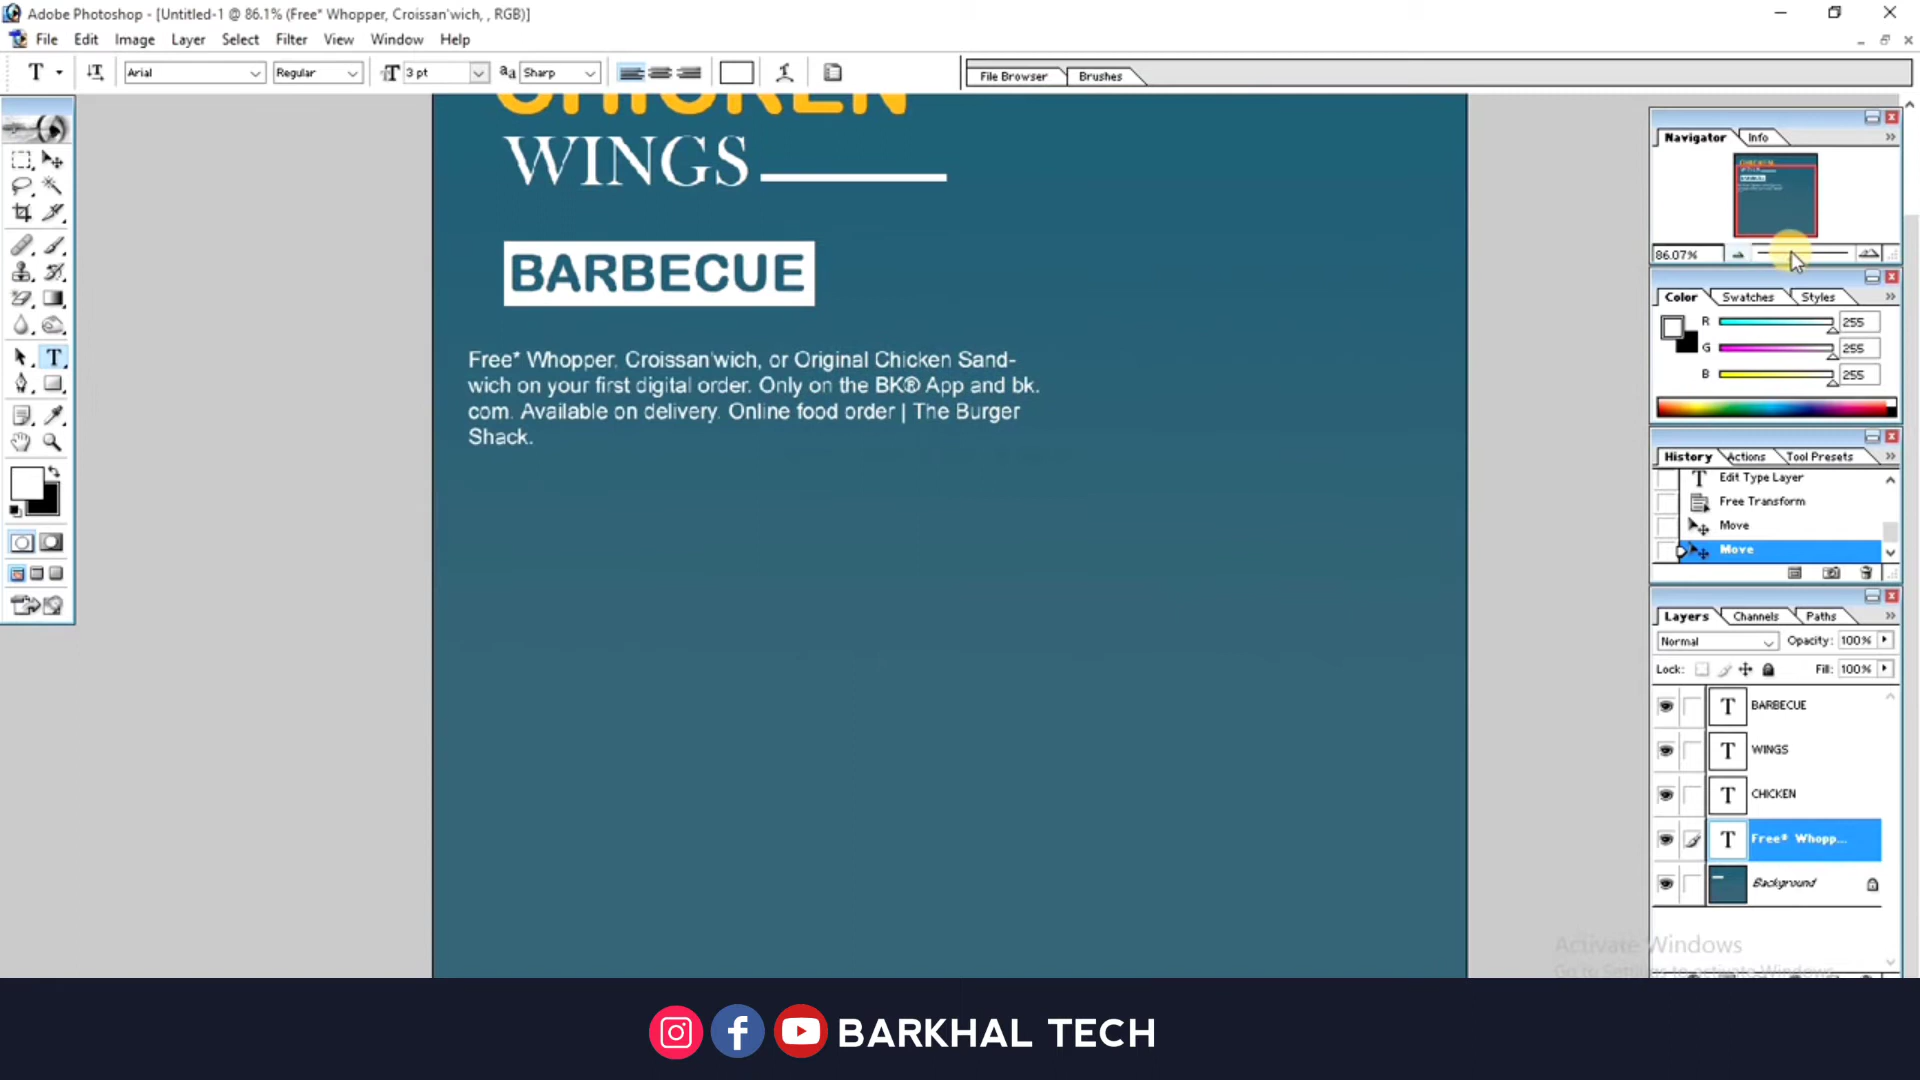 Adobe Photoshop - [Untitled-1 @ 86.1% (Free* Whopper, Croissan'wich, , RGB)]
File Edit Image Layer Select Filter View Window Help
T Arial Regular T 3 pt aa Sharp File Browser Brushes
CHICKEN
WINGS
BARBECUE
Free* Whopper, Croissan'wich, or Original Chicken Sand-
wich on your first digital order. Only on the BK® App and bk.
com. Available on delivery. Online food order | The Burger
Shack.
Navigator Info
86.07%
Color Swatches Styles
R 255
G 255
B 255
History Actions Tool Presets
Edit Type Layer
Free Transform
Move
Move
Layers Channels Paths
Normal Opacity: 100%
Lock: Fill: 100%
T BARBECUE
T WINGS
T CHICKEN
T Free* Whopp...
Background
Activate Windows
Go to Settings to activate Windows.
BARKHAL TECH